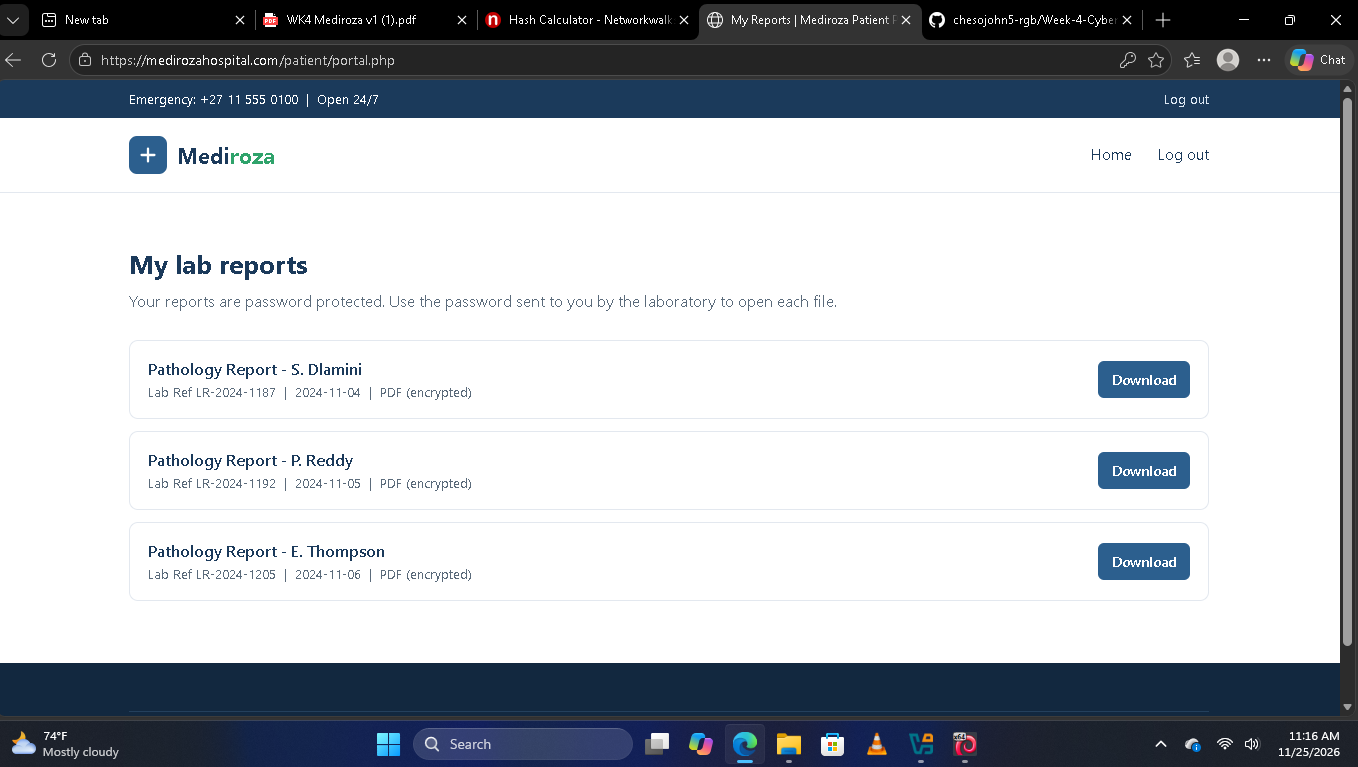 New tab
WK4 Mediroza v1 (1).pdf
Hash Calculator - Networkwalk
My Reports | Mediroza Patient P
chesojohn5-rgb/Week-4-Cyber
https://medirozahospital.com/patient/portal.php
Chat
Emergency: +27 11 555 0100 | Open 24/7
Log out
Mediroza
Home
Log out
My lab reports
Your reports are password protected. Use the password sent to you by the laboratory to open each file.
Pathology Report - S. Dlamini
Lab Ref LR-2024-1187 | 2024-11-04 | PDF (encrypted)
Download
Pathology Report - P. Reddy
Lab Ref LR-2024-1192 | 2024-11-05 | PDF (encrypted)
Download
Pathology Report - E. Thompson
Lab Ref LR-2024-1205 | 2024-11-06 | PDF (encrypted)
Download
74°F
Mostly cloudy
Search
11:16 AM
11/25/2026